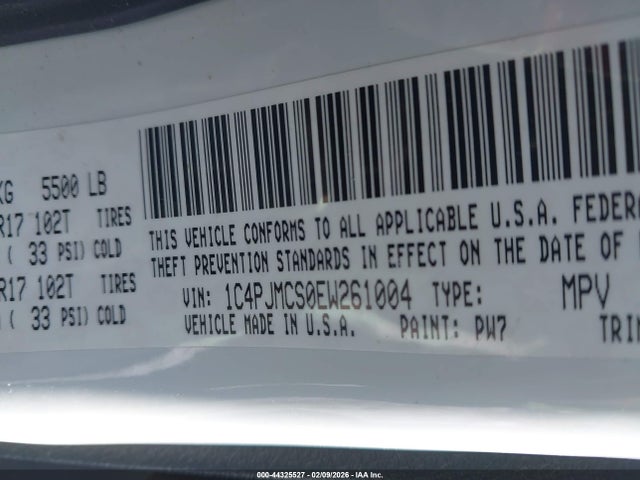 KG 5500 LB
R17 102T TIRES
( 33 PSI) COLD
R17 102T TIRES
( 33 PSI) COLD
THIS VEHICLE CONFORMS TO ALL APPLICABLE U.S.A. FEDERA
THEFT PREVENTION STANDARDS IN EFFECT ON THE DATE OF
VIN: 1C4PJMCS0EW261004 TYPE: MPV
VEHICLE MADE IN U.S.A. PAINT: PW7 TRIM
000-44325527 - 02/09/2026 - IAA Inc.